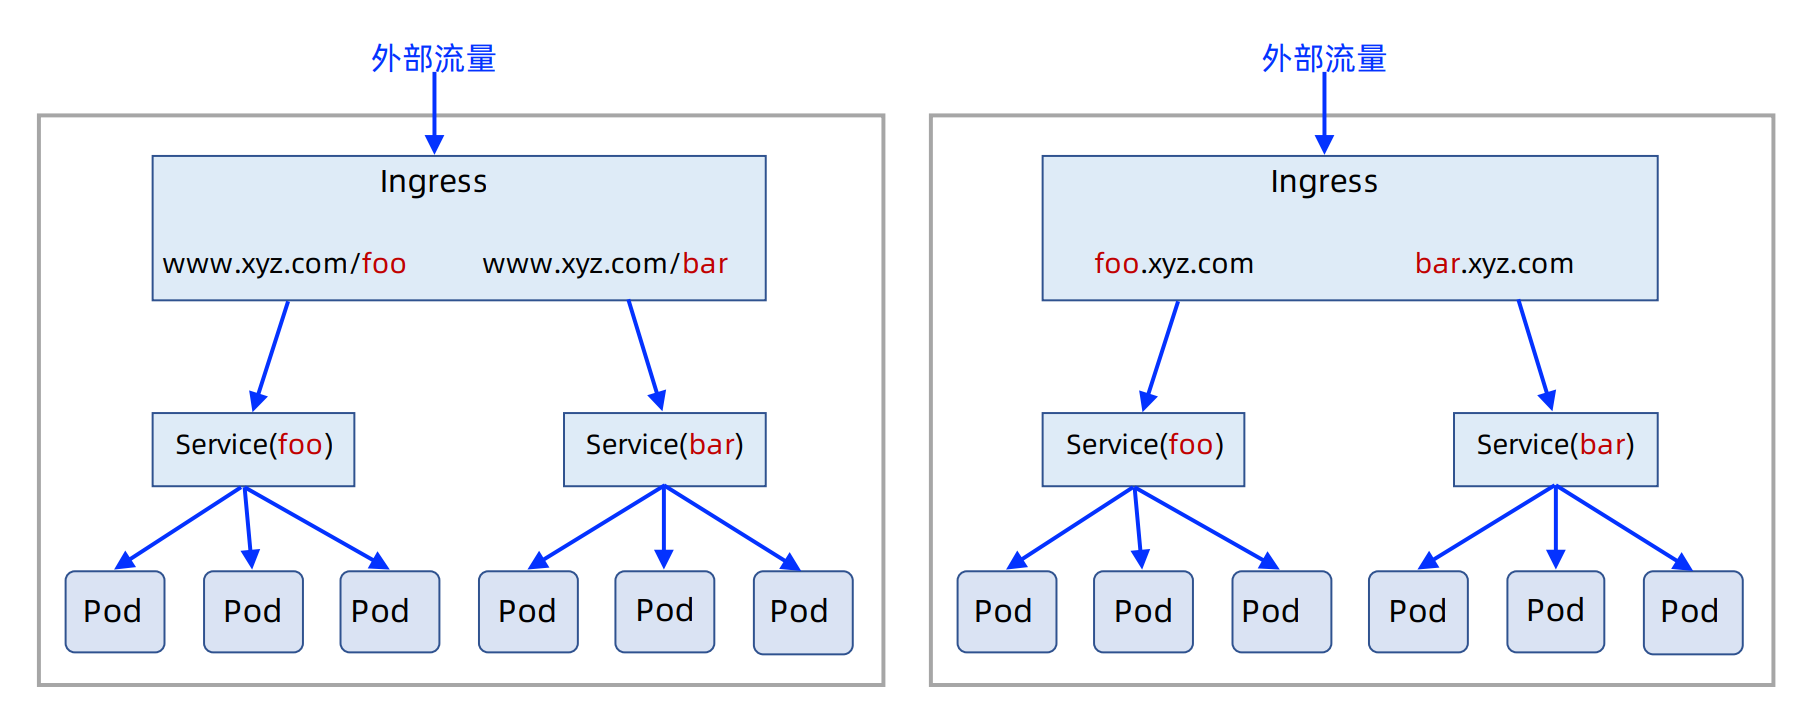 外部流量
Ingress
www.xyz.com/foo
www.xyz.com/bar
Service(foo)
Service(bar)
Pod
Pod
Pod
Pod
Pod
Pod
外部流量
Ingress
foo.xyz.com
bar.xyz.com
Service(foo)
Service(bar)
Pod
Pod
Pod
Pod
Pod
Pod